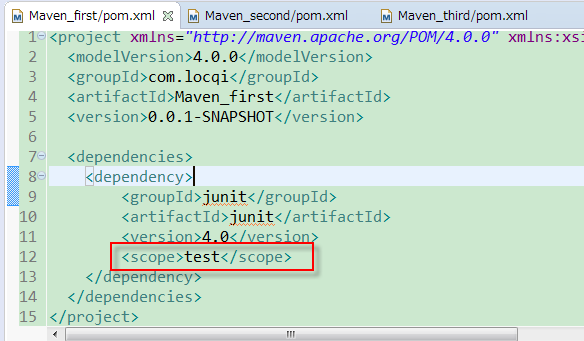 Maven_first/pom.xml Maven_second/pom.xml Maven_third/pom.xml
1 <project xmlns="http://maven.apache.org/POM/4.0.0" xmlns:xsi
2 <modelVersion>4.0.0</modelVersion>
3 <groupId>com.locqi</groupId>
4 <artifactId>Maven_first</artifactId>
5 <version>0.0.1-SNAPSHOT</version>
6
7 <dependencies>
8 <dependency>
9 <groupId>junit</groupId>
10 <artifactId>junit</artifactId>
11 <version>4.0</version>
12 <scope>test</scope>
13 </dependency>
14 </dependencies>
15 </project>